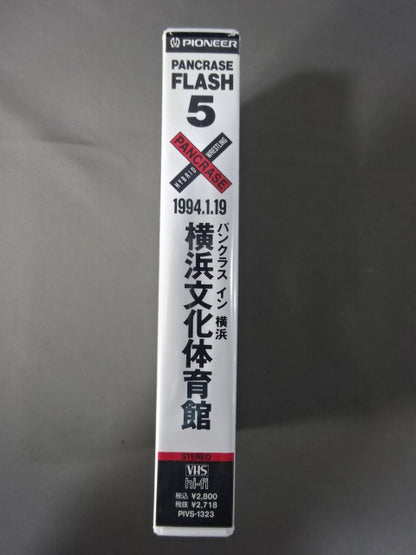 PIONEER
PANCRASE
FLASH
5
HYBRID WRESTLING
PANCRASE
1994.1.19
パンクラス イン 横浜
横浜文化体育館
STEREO
VHS
hi-fi
税込 ¥2,800
税抜 ¥2,718
PIVS-1323